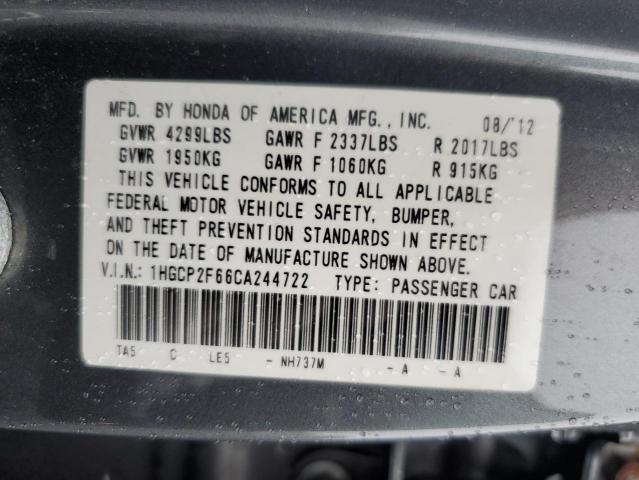 MFD. BY HONDA OF AMERICA MFG., INC. 08/'12
GVWR 4299LBS GAWR F 2337LBS R 2017LBS
GVWR 1950KG GAWR F 1060KG R 915KG
THIS VEHICLE CONFORMS TO ALL APPLICABLE
FEDERAL MOTOR VEHICLE SAFETY, BUMPER,
AND THEFT PREVENTION STANDARDS IN EFFECT
ON THE DATE OF MANUFACTURE SHOWN ABOVE.
V.I.N.: 1HGCP2F66CA244722 TYPE: PASSENGER CAR
TA5 C LE5 - NH737M - A - A